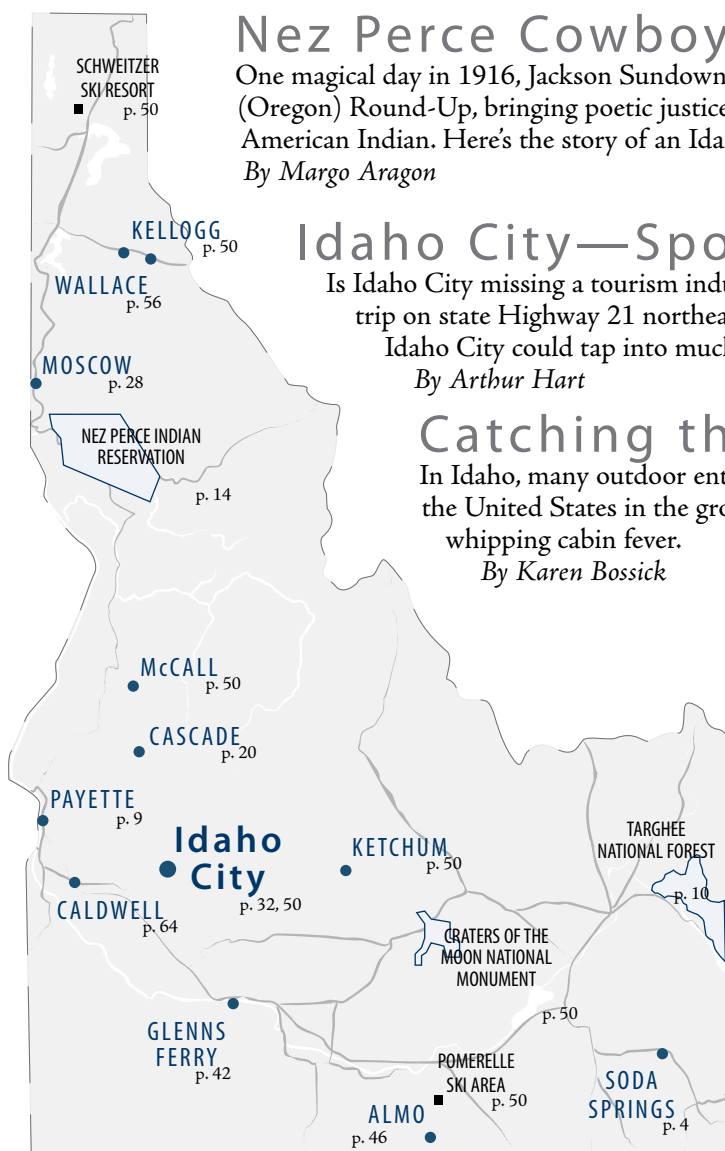 Nez Perce Cowboy
One magical day in 1916, Jackson Sundown
(Oregon) Round-Up, bringing poetic justice
American Indian. Here's the story of an Ida
By Margo Aragon
Idaho City—Spo
Is Idaho City missing a tourism indu
trip on state Highway 21 northea
Idaho City could tap into much
By Arthur Hart
Catching th
In Idaho, many outdoor ent
the United States in the gro
whipping cabin fever.
By Karen Bossick
SCHWEITZER
SKI RESORT
p. 50
KELLOGG
p. 50
WALLACE
p. 56
MOSCOW
p. 28
NEZ PERCE INDIAN
RESERVATION
p. 14
McCALL
p. 50
CASCADE
p. 20
PAYETTE
p. 9
Idaho
City
p. 32, 50
KETCHUM
p. 50
TARGHEE
NATIONAL FOREST
p. 10
CALDWELL
p. 64
CRATERS OF THE
MOON NATIONAL
MONUMENT
p. 50
GLENNS
FERRY
p. 42
POMERELLE
SKI AREA
p. 50
ALMO
p. 46
SODA
SPRINGS
p. 4